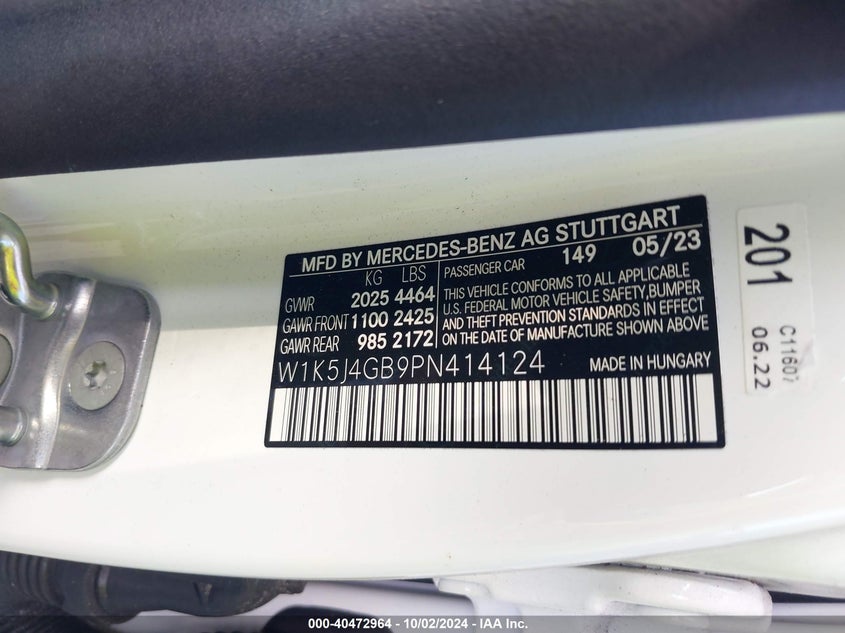 MFD BY MERCEDES-BENZ AG STUTTGART
KG LBS
GVWR 2025 4464
GAWR FRONT 1100 2425
GAWR REAR 985 2172
PASSENGER CAR 149 05/23
THIS VEHICLE CONFORMS TO ALL APPLICABLE
U.S. FEDERAL MOTOR VEHICLE SAFETY,BUMPER
AND THEFT PREVENTION STANDARDS IN EFFECT
ON THE DATE OF MANUFACTURE SHOWN ABOVE
W1K5J4GB9PN414124
201
C11607
06.22
000-40472964 - 10/02/2024 - IAA Inc.